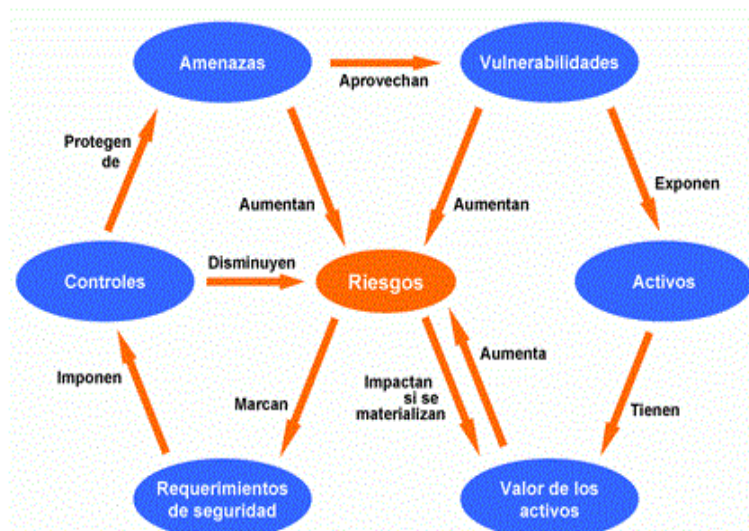 Amenazas
Aprovechan
Vulnerabilidades
Protegen
de
Aumentan
Aumentan
Exponen
Controles
Disminuyen
Riesgos
Activos
Imponen
Marcan
Impactan
si se
materializan
Aumenta
Tienen
Requerimientos
de seguridad
Valor de los
activos